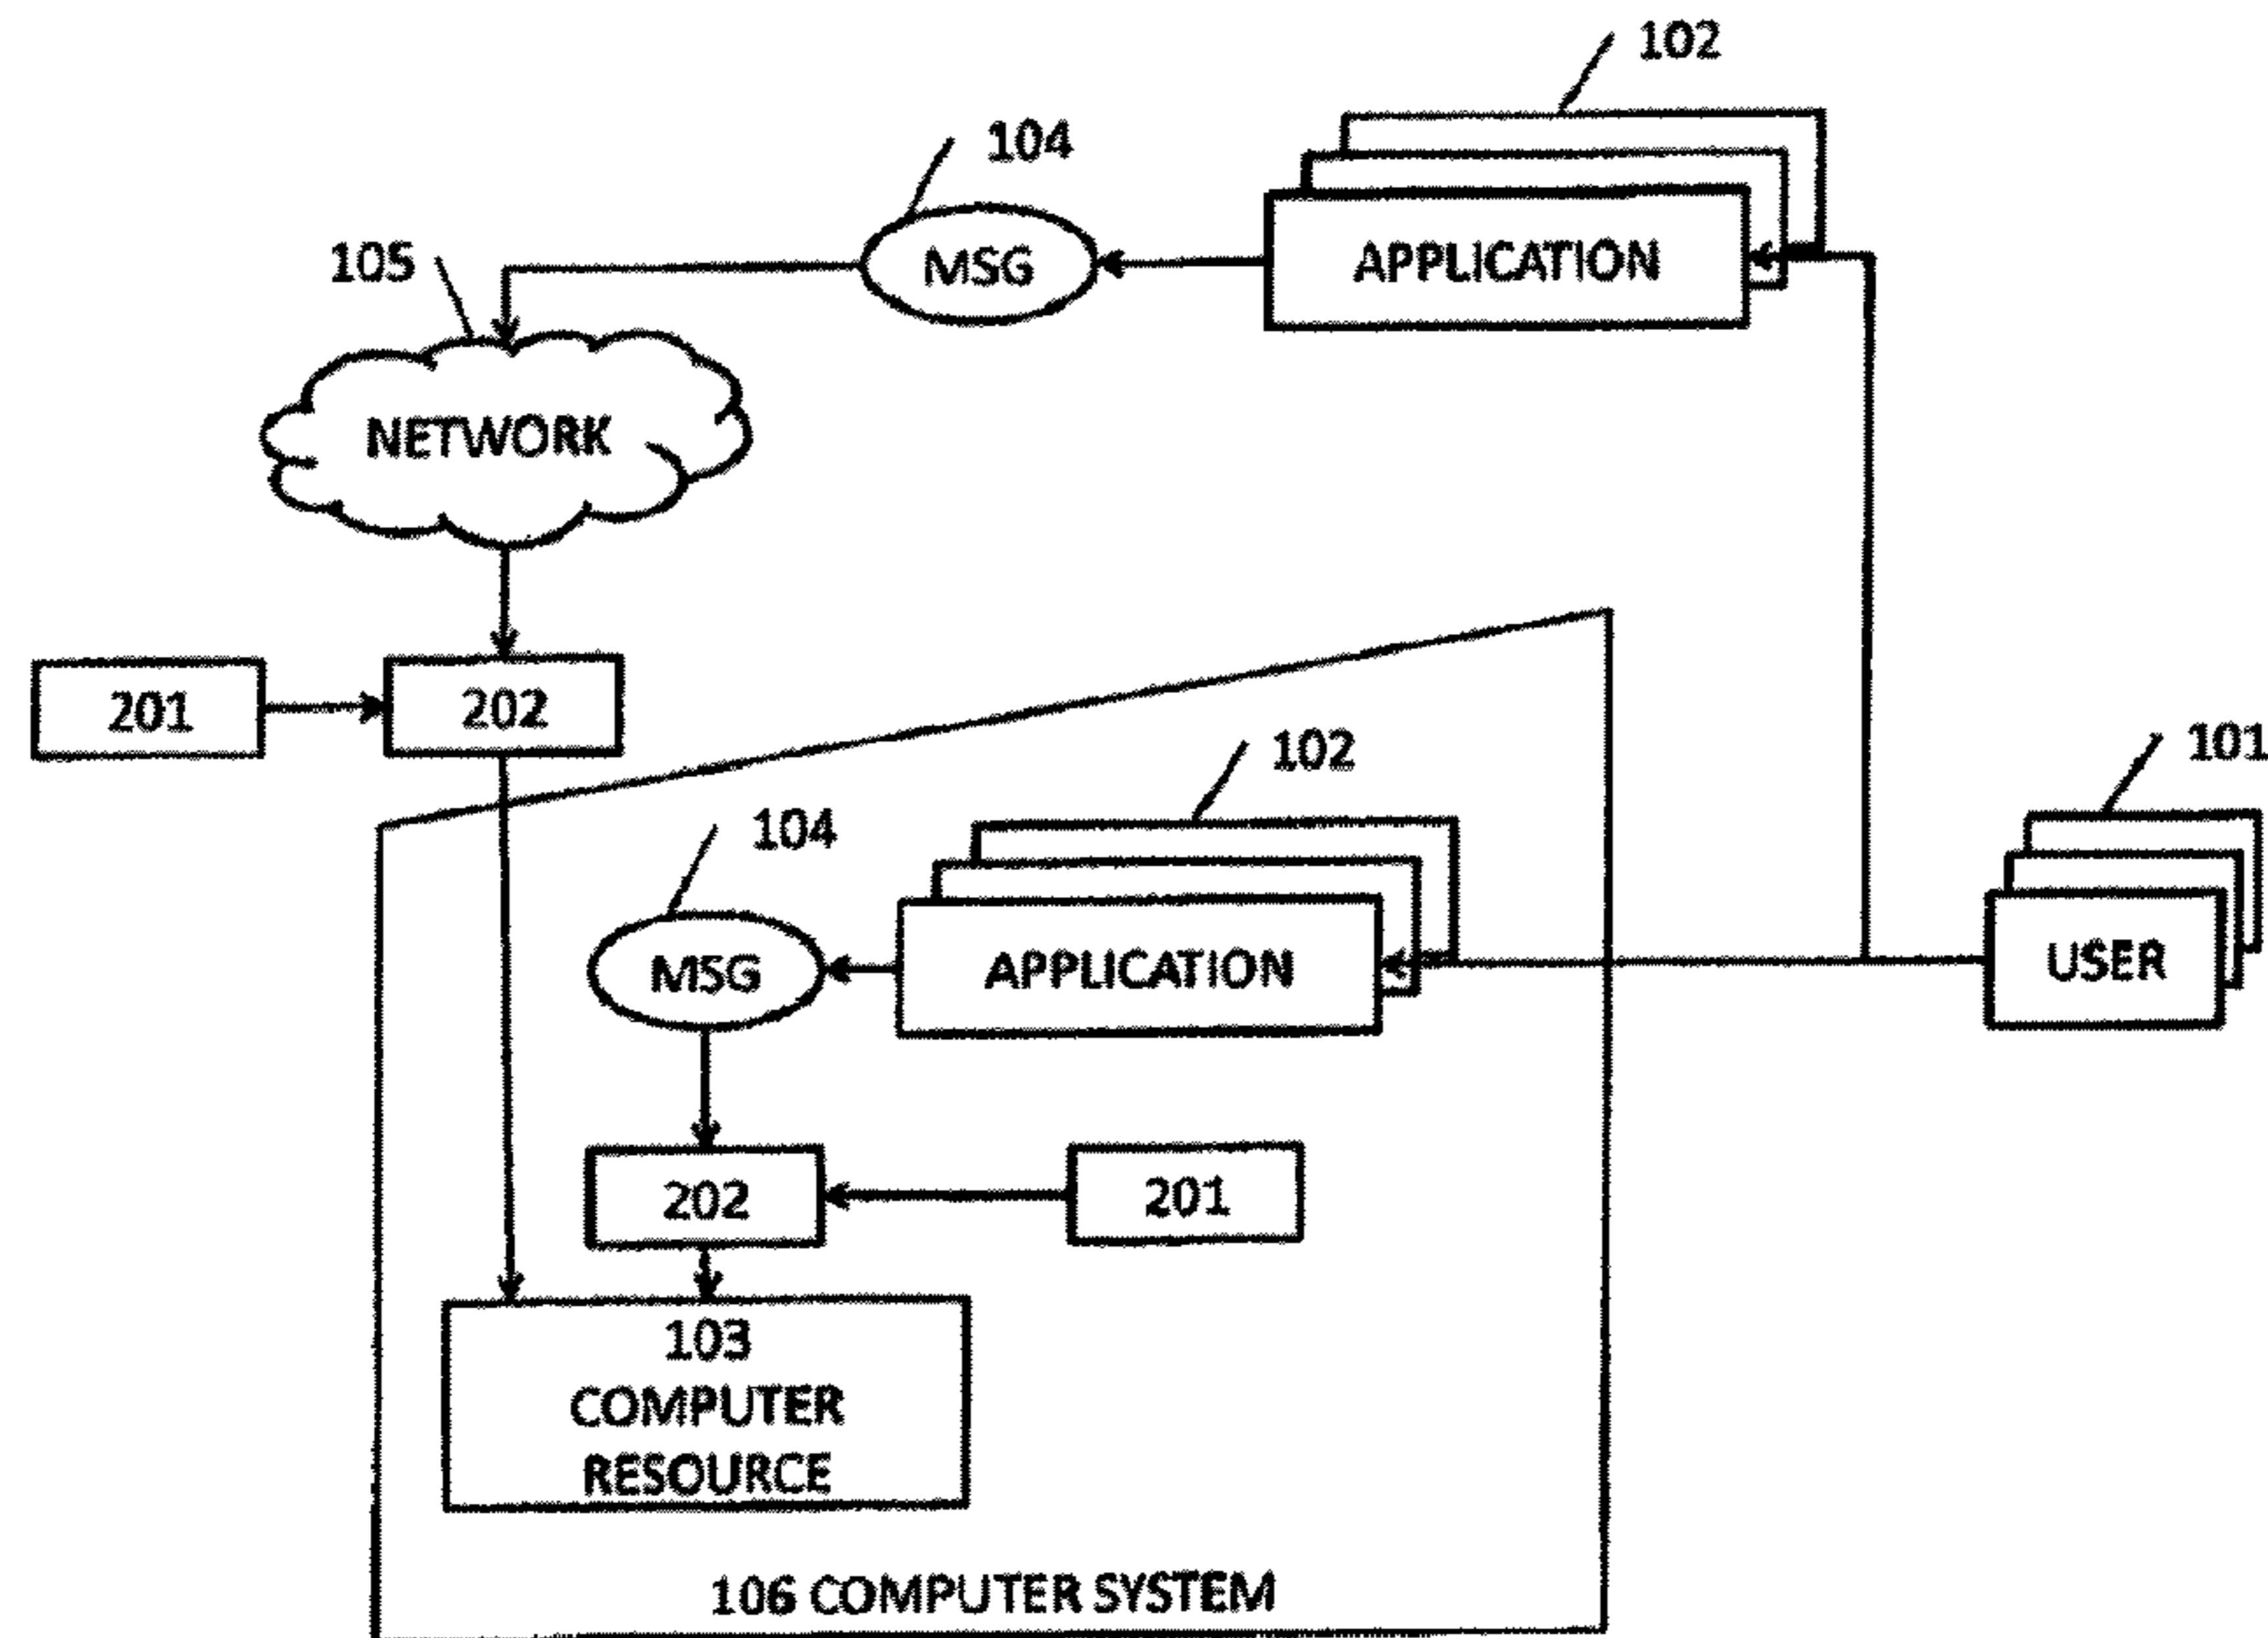 102
104
105
MSG
APPLICATION
NETWORK
201
202
102
101
104
MSG
APPLICATION
USER
202
201
103
COMPUTER
RESOURCE
106 COMPUTER SYSTEM